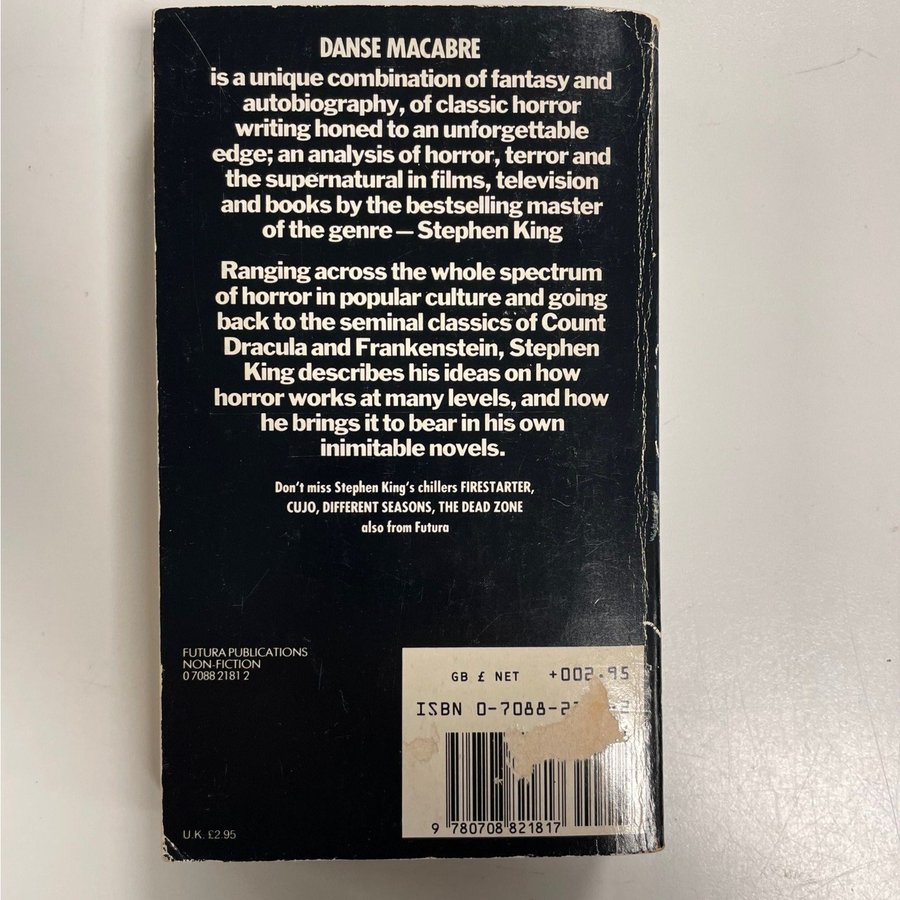 DANSE MACABRE
is a unique combination of fantasy and
autobiography, of classic horror
writing honed to an unforgettable
edge; an analysis of horror, terror and
the supernatural in films, television
and books by the bestselling master
of the genre — Stephen King
Ranging across the whole spectrum
of horror in popular culture and going
back to the seminal classics of Count
Dracula and Frankenstein, Stephen
King describes his ideas on how
horror works at many levels, and how
he brings it to bear in his own
inimitable novels.
Don't miss Stephen King's chillers FIRESTARTER,
CUJO, DIFFERENT SEASONS, THE DEAD ZONE
also from Futura
FUTURA PUBLICATIONS
NON-FICTION
0 7088 2181 2
GB £ NET +002.95
ISBN 0-7088-
9 780708 821817
U.K. £2.95